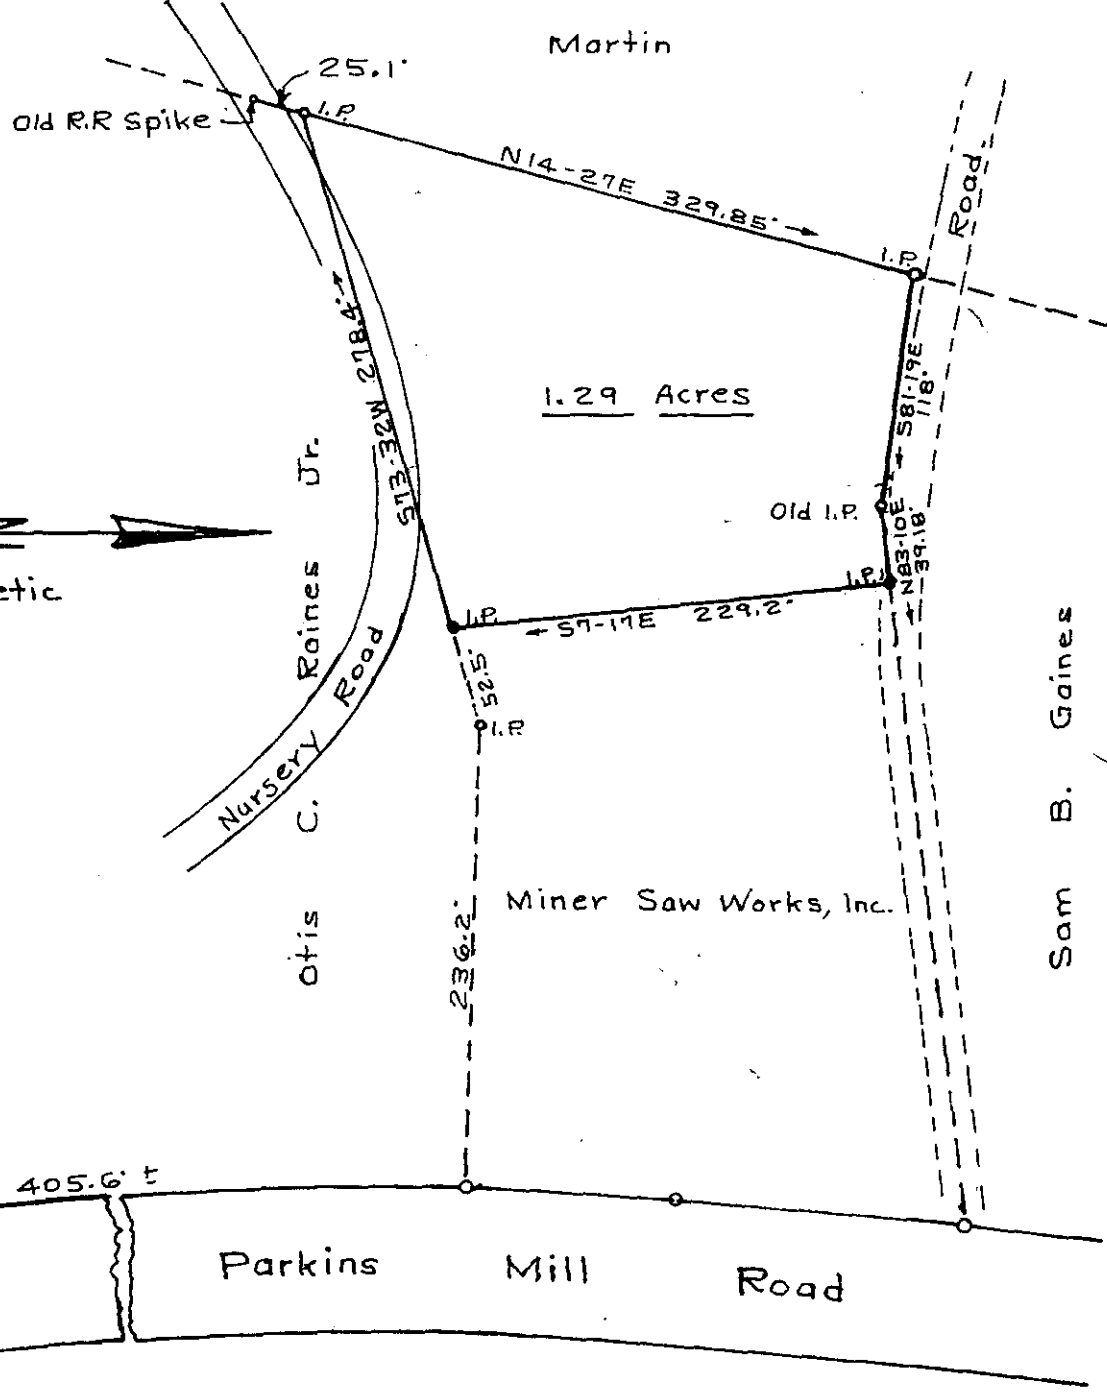 Martin
25.1'
Old R.R Spike
I.P.
N14-27E 329.85'
Road
I.P.
S73-32W 278.4'
1.29 Acres
S81-19E
118'
Old I.P.
N83-10E
39.18'
I.P.
I.P.
S7-17E 229.2'
etic
Otis C. Raines Jr.
Nursery Road
52.5'
I.P.
Sam B. Gaines
Miner Saw Works, Inc.
236.2'
405.6' ±
Parkins Mill Road